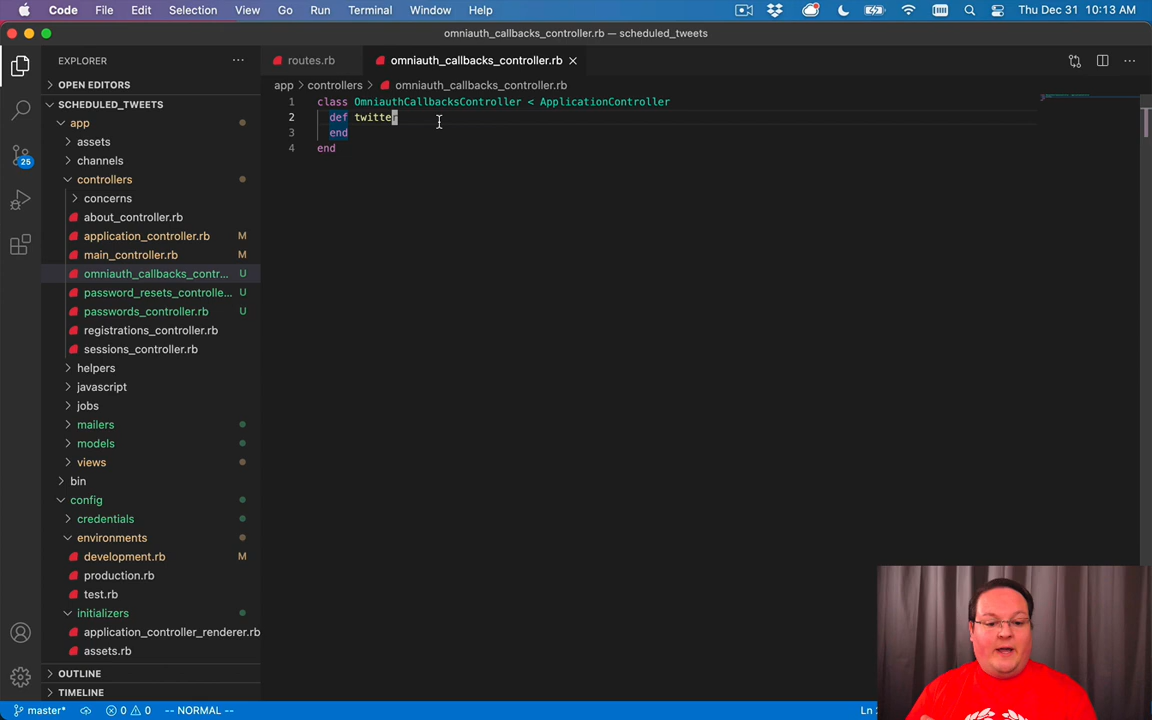 Code File Edit Selection View Go Run Terminal Window Help Thu Dec 31 10:13 AM
omniauth_callbacks_controller.rb — scheduled_tweets
EXPLORER ··· routes.rb omniauth_callbacks_controller.rb
OPEN EDITORS app > controllers > omniauth_callbacks_controller.rb
SCHEDULED_TWEETS
1 class OmniauthCallbacksController < ApplicationController
2 def twitter
3 end
4 end
app
assets
channels
controllers
concerns
about_controller.rb
application_controller.rb M
main_controller.rb M
omniauth_callbacks_contr... U
password_resets_controlle... U
passwords_controller.rb U
registrations_controller.rb
sessions_controller.rb
helpers
javascript
jobs
mailers
models
views
bin
config
credentials
environments
development.rb M
production.rb
test.rb
initializers
application_controller_renderer.rb
assets.rb
OUTLINE
TIMELINE
25
master* 0 0 -- NORMAL --